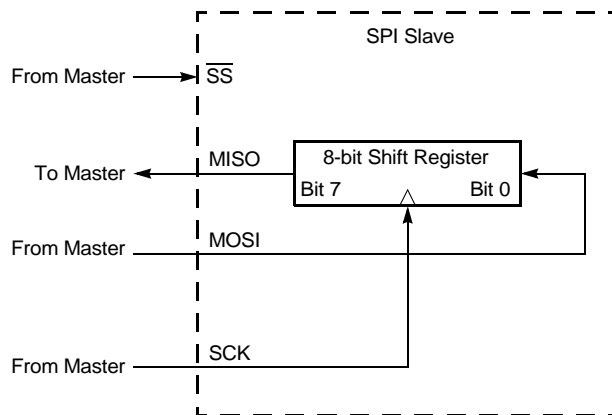 SPI Slave
From Master
SS
To Master
MISO
8-bit Shift Register
Bit 7
Bit 0
From Master
MOSI
From Master
SCK